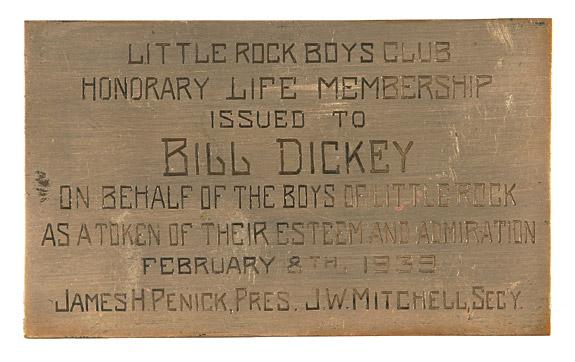 LITTLE ROCK BOYS CLUB
HONORARY LIFE MEMBERSHIP
ISSUED TO
BILL DICKEY
ON BEHALF OF THE BOYS OF LITTLE ROCK
AS A TOKEN OF THEIR ESTEEM AND ADMIRATION
FEBRUARY 8TH, 1939
JAMES H. PENICK, PRES. J.W. MITCHELL, SECY.